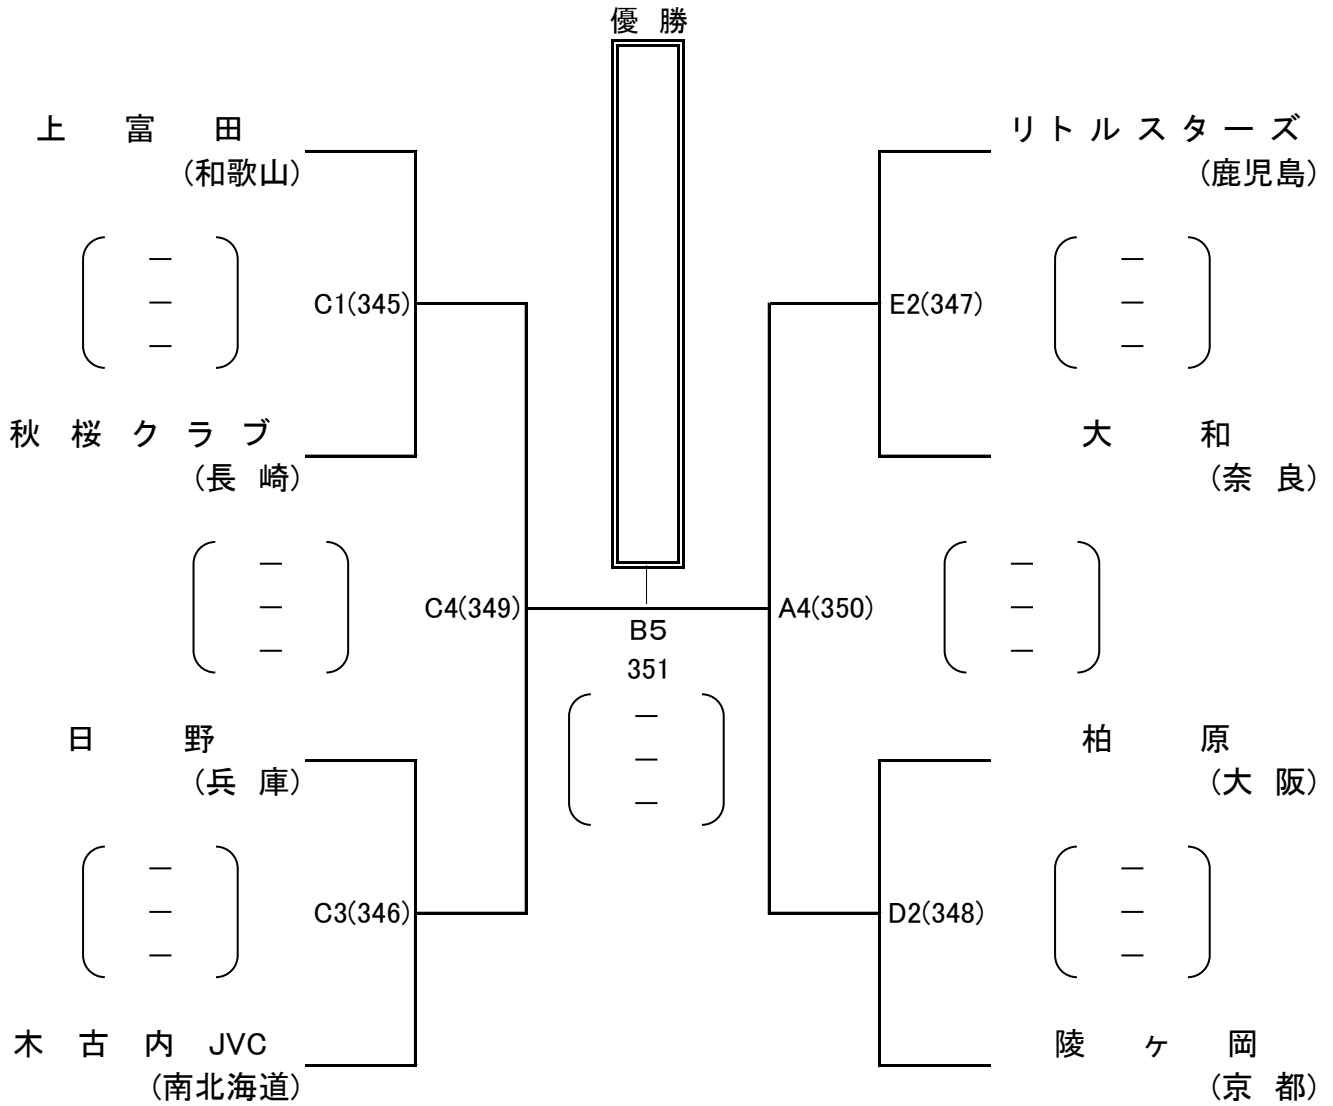 優 勝
上 富 田
(和歌山)
リトルスターズ
(鹿児島)
－
－
－
C1(345)
E2(347)
－
－
－
秋 桜 ク ラ ブ
(長 崎)
大 和
(奈 良)
－
－
－
C4(349)
A4(350)
－
－
－
B5
351
－
－
－
日 野
(兵 庫)
柏 原
(大 阪)
－
－
－
C3(346)
D2(348)
－
－
－
木 古 内 JVC
(南北海道)
陵 ヶ 岡
(京 都)